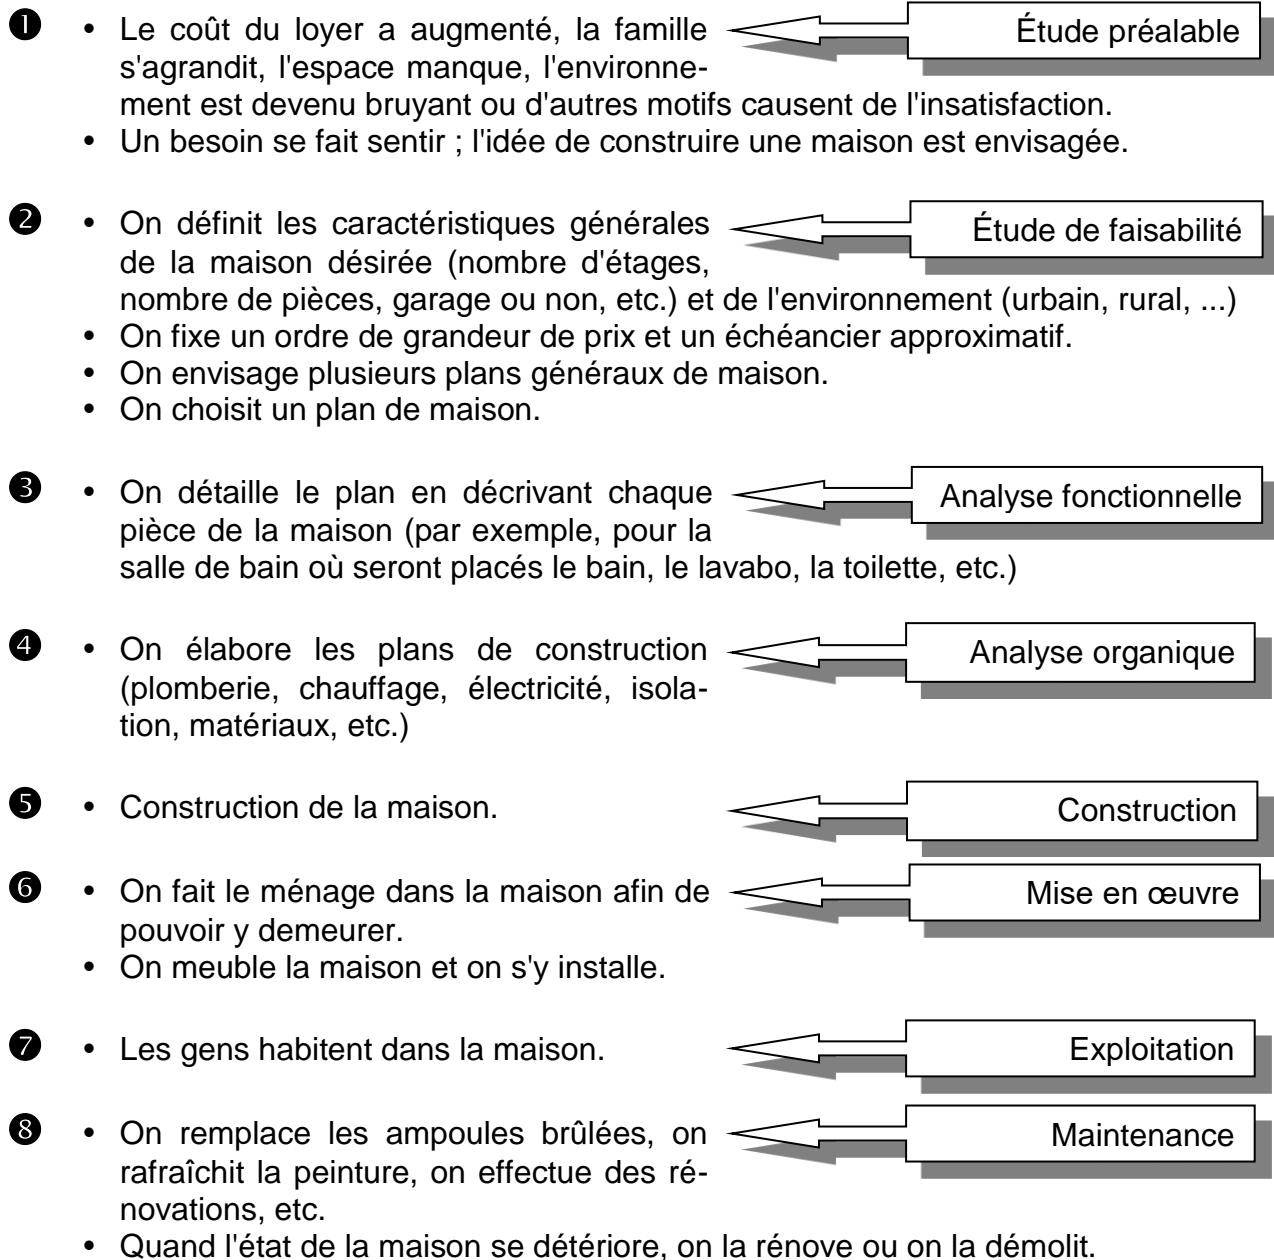 ❶ • Le coût du loyer a augmenté, la famille
Étude préalable
s'agrandit, l'espace manque, l'environne-
ment est devenu bruyant ou d'autres motifs causent de l'insatisfaction.
• Un besoin se fait sentir ; l'idée de construire une maison est envisagée.
❷ • On définit les caractéristiques générales
Étude de faisabilité
de la maison désirée (nombre d'étages,
nombre de pièces, garage ou non, etc.) et de l'environnement (urbain, rural, ...)
• On fixe un ordre de grandeur de prix et un échéancier approximatif.
• On envisage plusieurs plans généraux de maison.
• On choisit un plan de maison.
❸ • On détaille le plan en décrivant chaque
Analyse fonctionnelle
pièce de la maison (par exemple, pour la
salle de bain où seront placés le bain, le lavabo, la toilette, etc.)
❹ • On élabore les plans de construction
Analyse organique
(plomberie, chauffage, électricité, isola-
tion, matériaux, etc.)
❺ • Construction de la maison.
Construction
❻ • On fait le ménage dans la maison afin de
Mise en œuvre
pouvoir y demeurer.
• On meuble la maison et on s'y installe.
❼ • Les gens habitent dans la maison.
Exploitation
❽ • On remplace les ampoules brûlées, on
Maintenance
rafraîchit la peinture, on effectue des ré-
novations, etc.
• Quand l'état de la maison se détériore, on la rénove ou on la démolit.